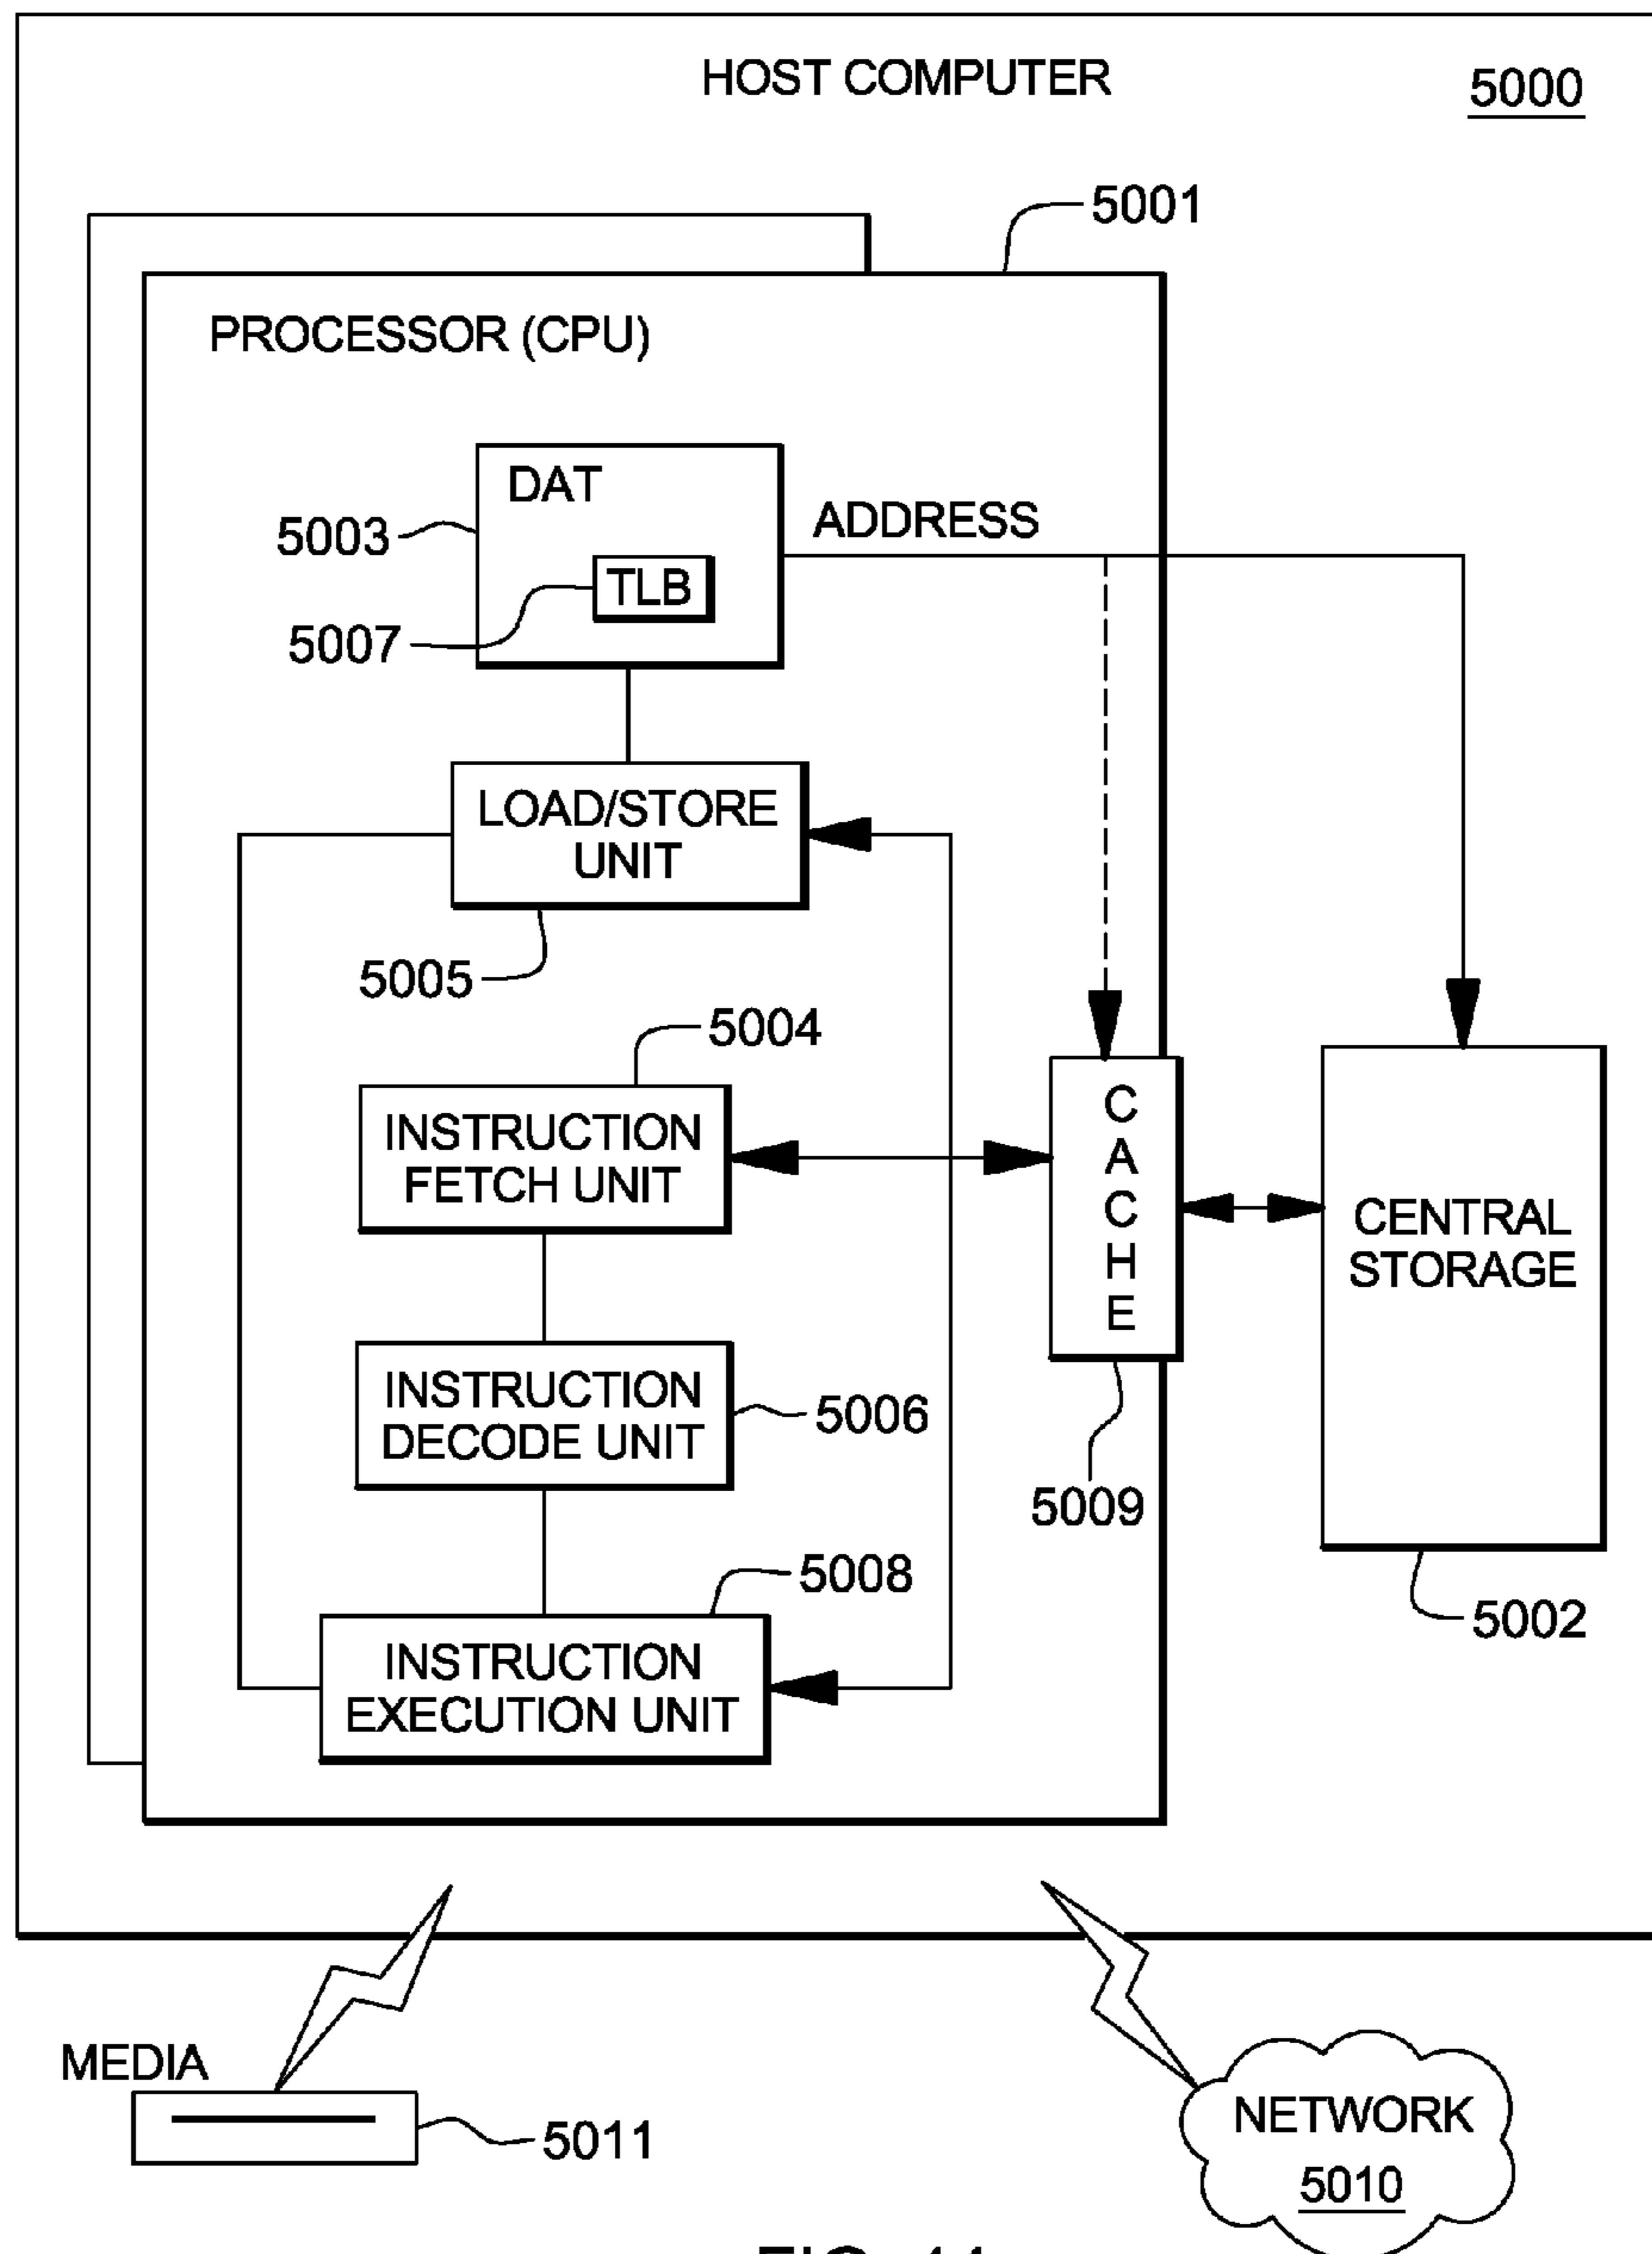 HOST COMPUTER
5000
5001
PROCESSOR (CPU)
DAT
5003
ADDRESS
TLB
5007
LOAD/STORE
UNIT
5005
5004
INSTRUCTION
FETCH UNIT
CACHE
CENTRAL
STORAGE
INSTRUCTION
DECODE UNIT
5006
5009
5008
5002
INSTRUCTION
EXECUTION UNIT
MEDIA
5011
NETWORK
5010